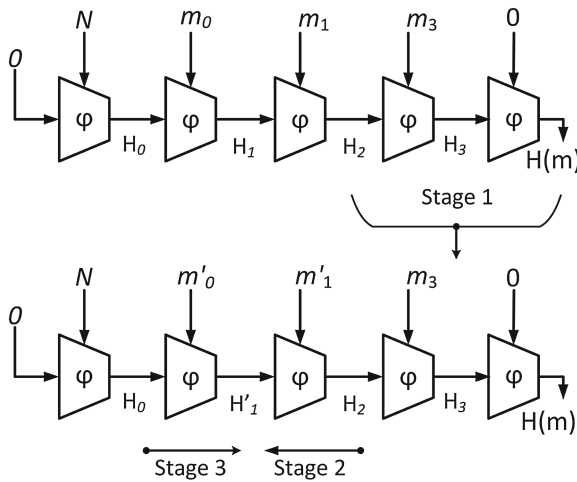 N m₀ m₁ m₃ 0
0
φ φ φ φ φ
H₀ H₁ H₂ H₃ H(m)
Stage 1
N m'₀ m'₁ m₃ 0
0
φ φ φ φ φ
H₀ H'₁ H₂ H₃ H(m)
Stage 3 Stage 2